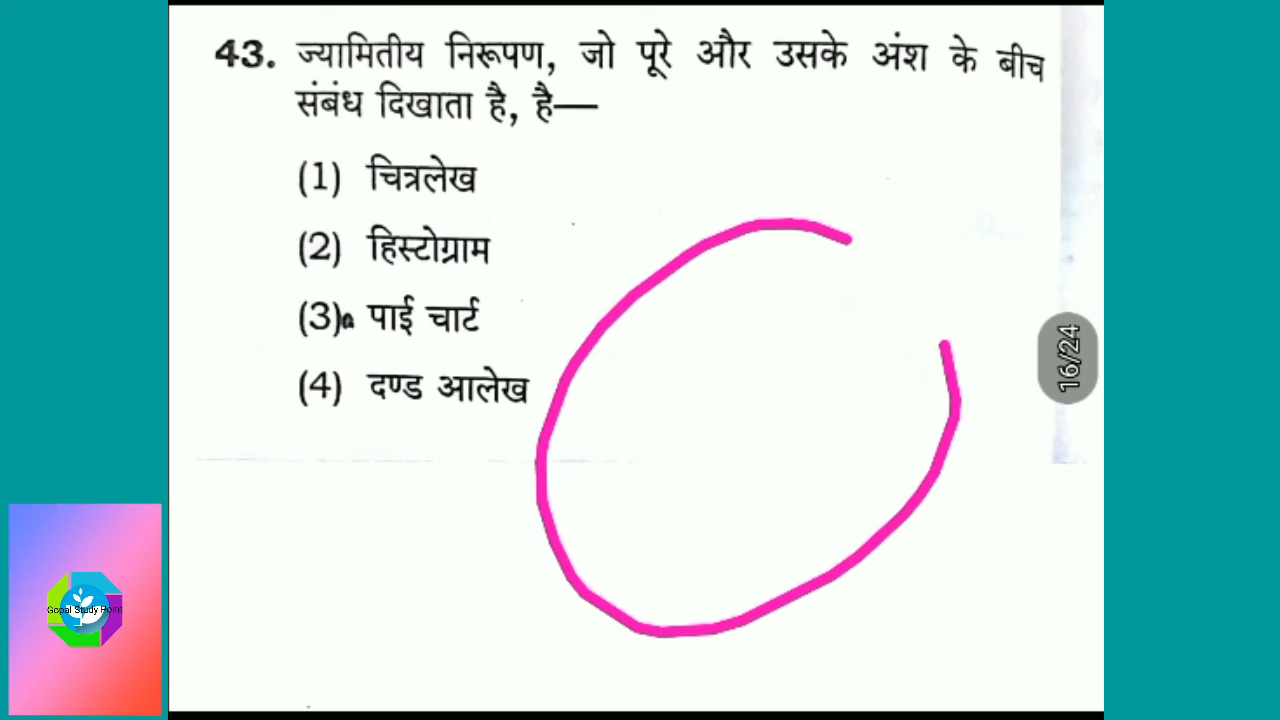 43. ज्यामितीय निरूपण, जो पूरे और उसके अंश के बीच
संबंध दिखाता है, है—
(1) चित्रलेख
(2) हिस्टोग्राम
(3) पाई चार्ट
(4) दण्ड आलेख
16/24
Gopal Study Point